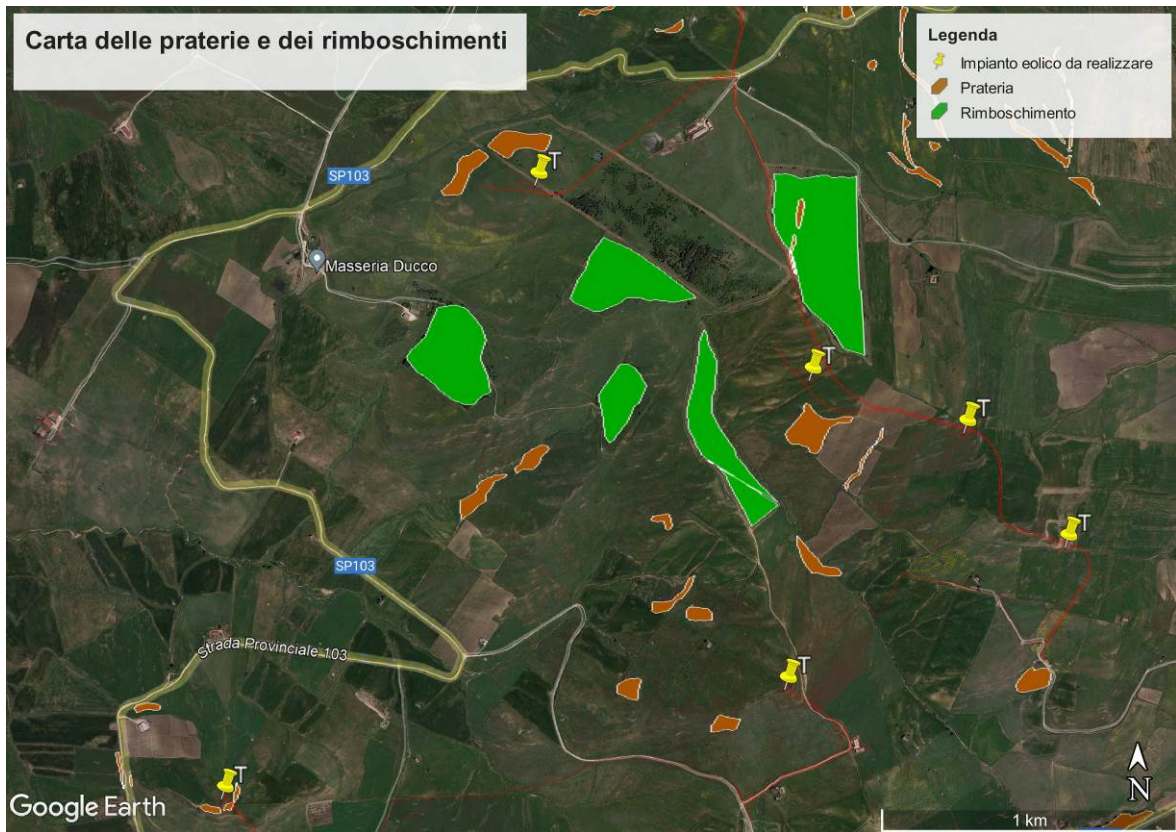 Carta delle praterie e dei rimboschimenti
Legenda
Impianto eolico da realizzare
Prateria
Rimboschimento
T
SP103
Masseria Ducco
T
T
T
SP103
Strada Provinciale 103
T
T
Google Earth
N
1 km